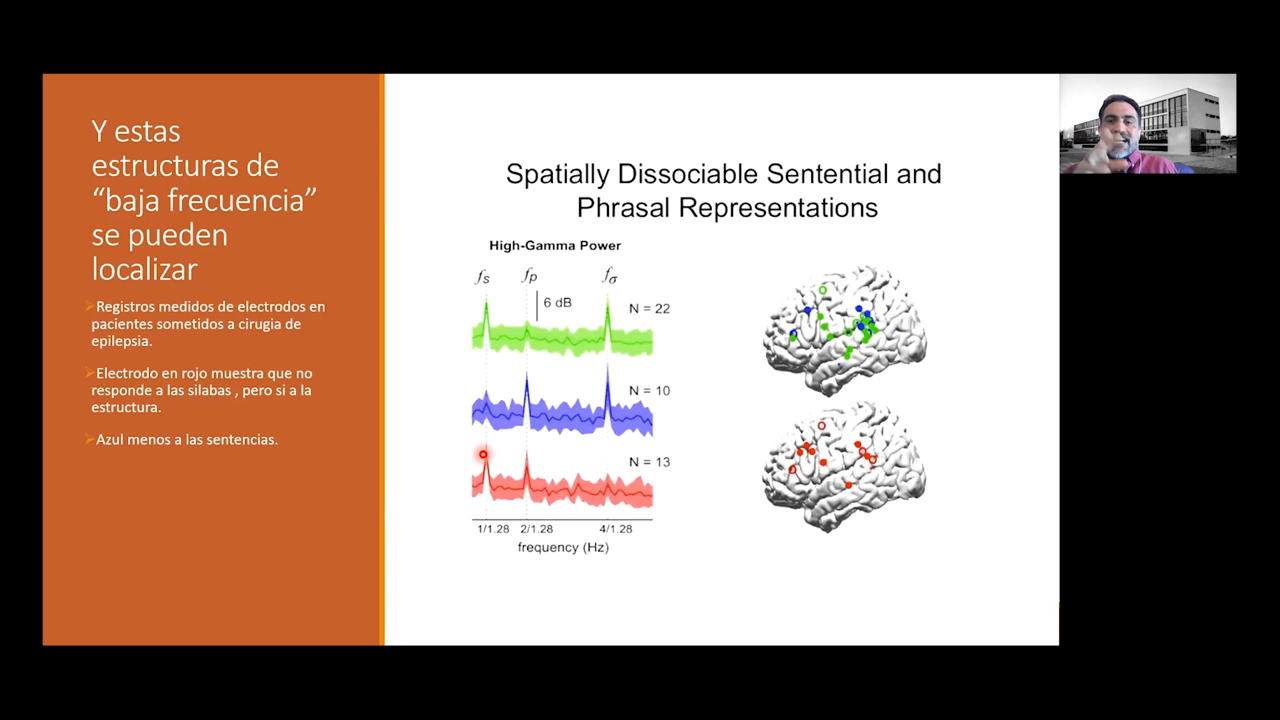 Y estas
estructuras de
“baja frecuencia”
se pueden
localizar
Registros medidos de electrodos en
pacientes sometidos a cirugia de
epilepsia.
Electrodo en rojo muestra que no
responde a las silabas , pero si a la
estructura.
Azul menos a las sentencias.
Spatially Dissociable Sentential and
Phrasal Representations
High-Gamma Power
fs fp fσ
6 dB
N = 22
N = 10
N = 13
1/1.28 2/1.28 4/1.28
frequency (Hz)